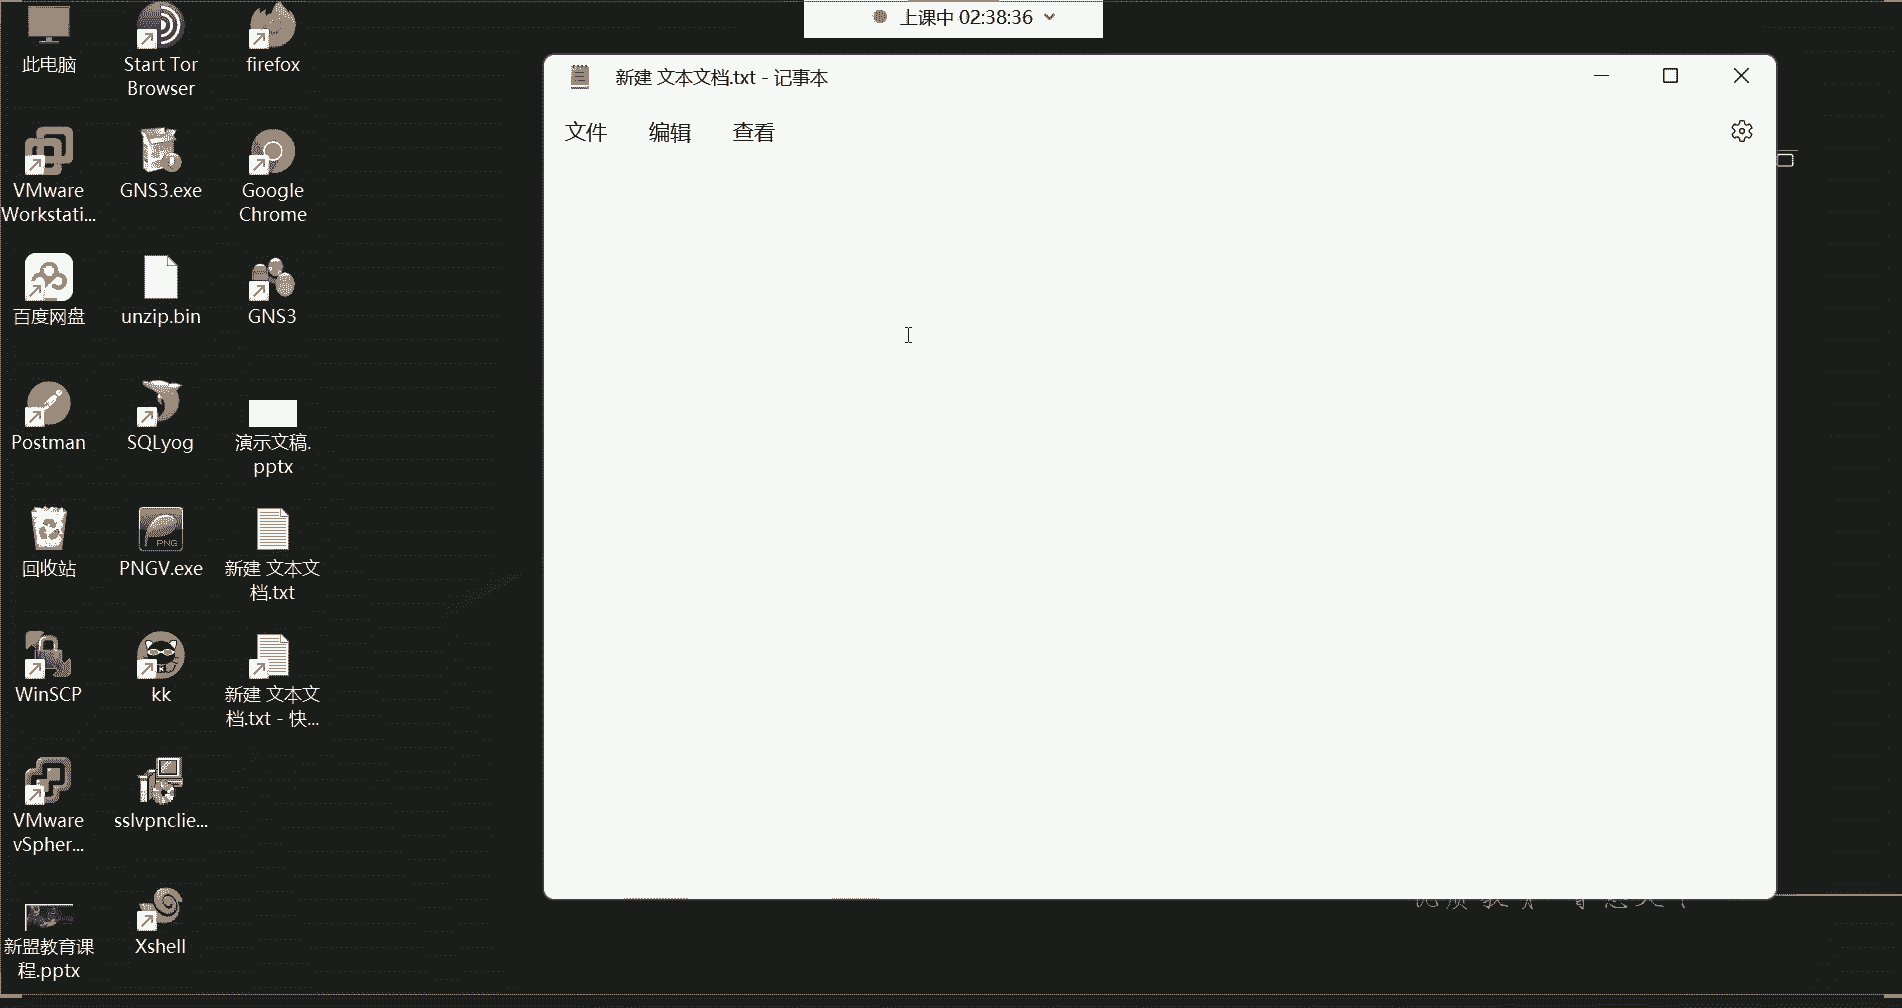 上课中 02:38:36
新建 文本文档.txt - 记事本
文件 编辑 查看
此电脑
Start Tor
Browser
firefox
VMware
Workstati...
GNS3.exe
Google
Chrome
百度网盘
unzip.bin
GNS3
Postman
SQLyog
演示文稿.
pptx
回收站
PNGV.exe
PNG
新建 文本文
档.txt
WinSCP
kk
新建 文本文
档.txt - 快...
VMware
vSpher...
sslvpnclie...
新盟教育课
程.pptx
Xshell